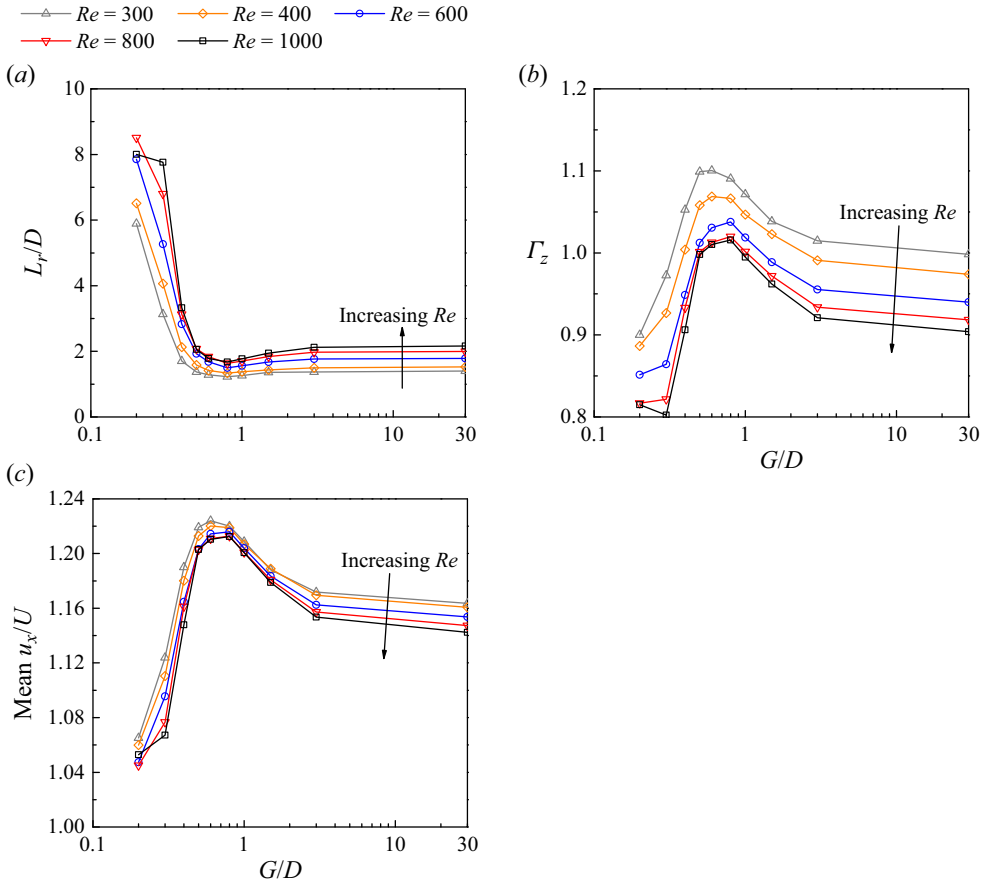 Re = 300 Re = 400 Re = 600
Re = 800 Re = 1000
(a) (b)
10
8
6
4
2
0
L_r/D
Increasing Re
0.1 1 10 30
1.2
1.1
1.0
0.9
0.8
Γ_z
Increasing Re
0.1 1 10 30
G/D
(c)
1.24
1.20
1.16
1.12
1.08
1.04
1.00
Mean u_x/U
Increasing Re
0.1 1 10 30
G/D